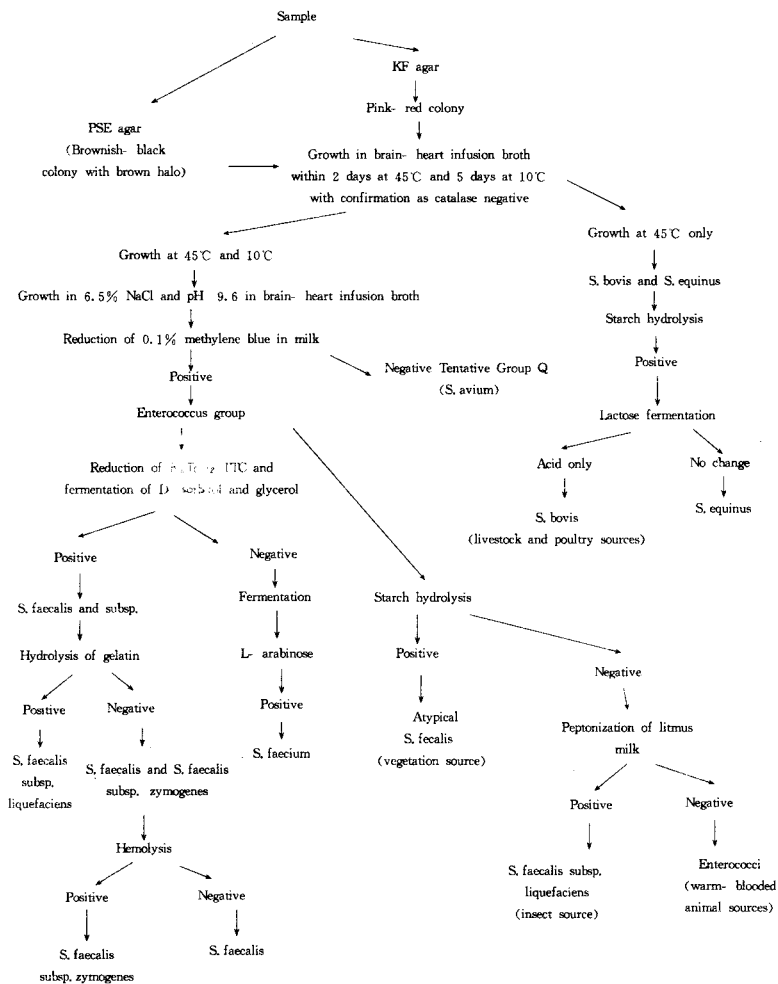 Sample
KF agar
Pink- red colony
PSE agar
(Brownish- black
colony with brown halo)
Growth in brain- heart infusion broth
within 2 days at 45℃ and 5 days at 10℃
with confirmation as catalase negative
Growth at 45℃ and 10℃
Growth in 6.5% NaCl and pH 9.6 in brain- heart infusion broth
Reduction of 0.1% methylene blue in milk
Positive
Enterococcus group
Negative Tentative Group Q
(S. avium)
Growth at 45℃ only
S. bovis and S. equinus
Starch hydrolysis
Positive
Lactose fermentation
Acid only
S. bovis
(livestock and poultry sources)
No change
S. equinus
Reduction of TTC and
fermentation of D- sorbitol and glycerol
Positive
S. faecalis and subsp.
Hydrolysis of gelatin
Positive
S. faecalis
subsp.
liquefaciens
Negative
S. faecalis and S. faecalis
subsp. zymogenes
Hemolysis
Positive
S. faecalis
subsp. zymogenes
Negative
S. faecalis
Negative
Fermentation
L- arabinose
Positive
S. faecium
Starch hydrolysis
Positive
Atypical
S. fecalis
(vegetation source)
Negative
Peptonization of litmus
milk
Positive
S. faecalis subsp.
liquefaciens
(insect source)
Negative
Enterococci
(warm- blooded
animal sources)